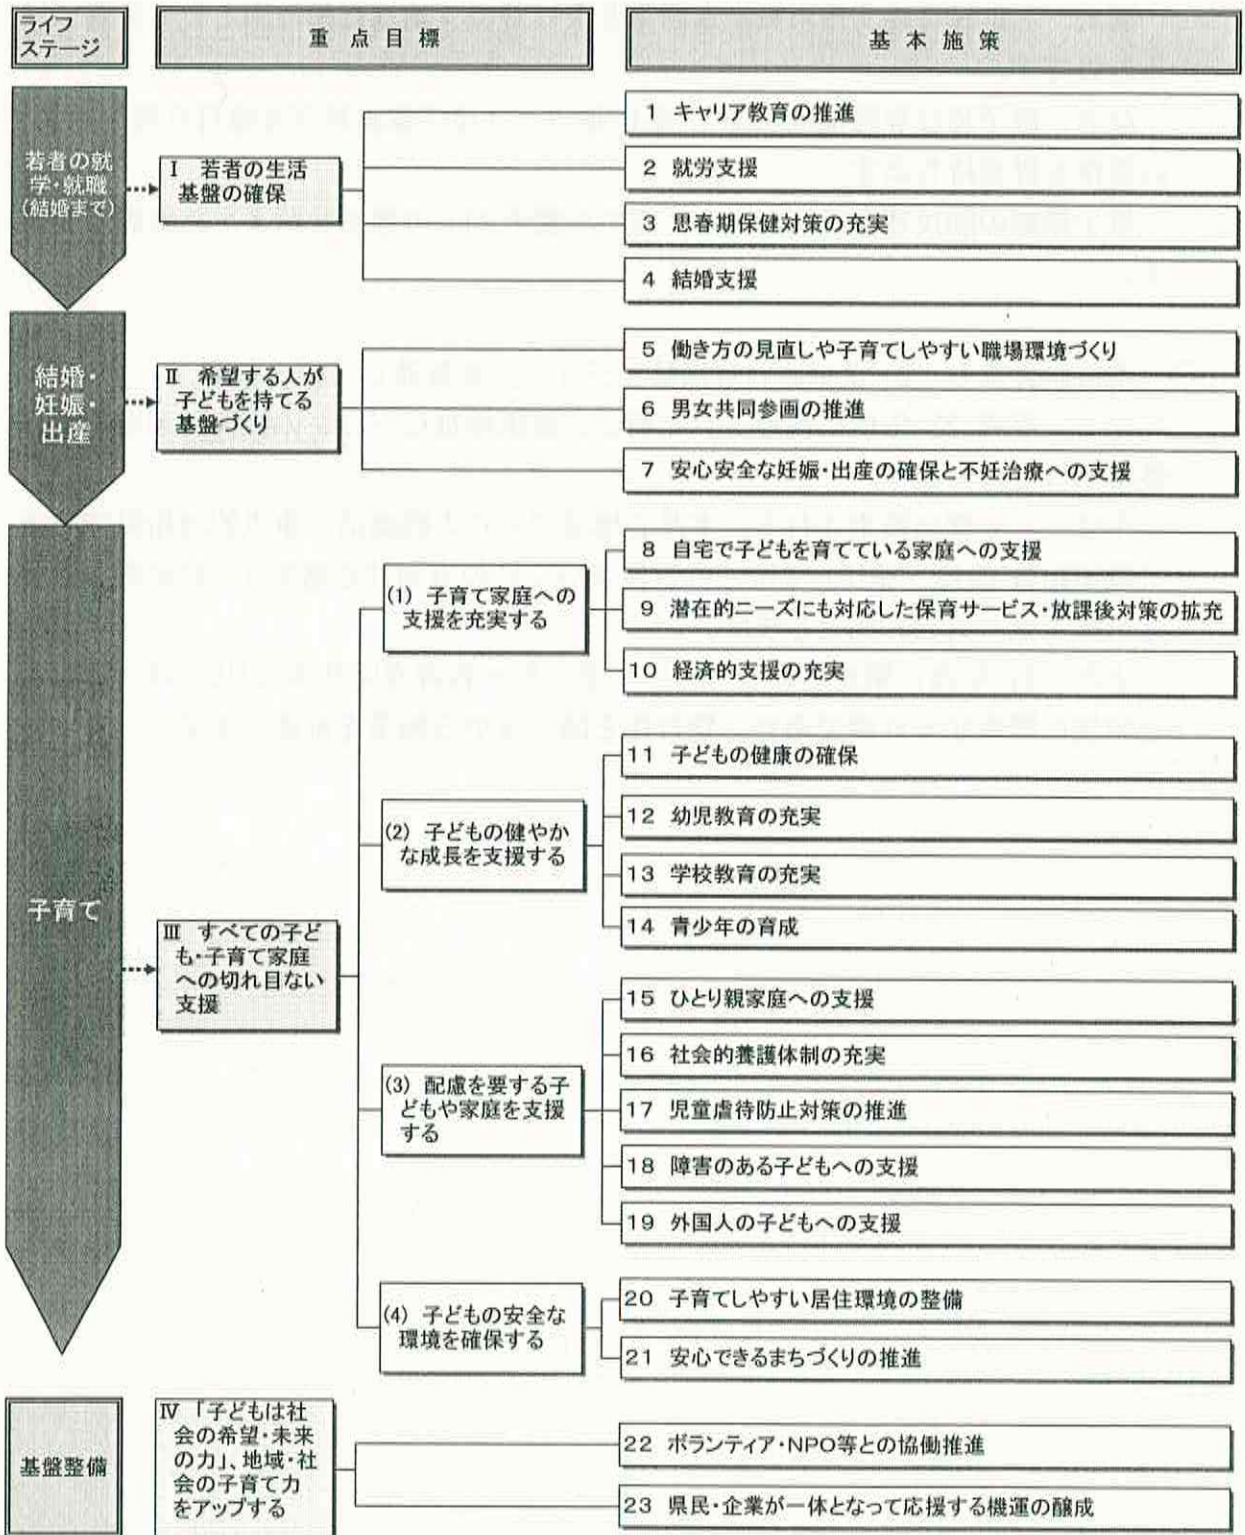 ライフ
ステージ
重点目標
基本施策
若者の就
学・就職
(結婚まで)
Ⅰ 若者の生活
基盤の確保
1 キャリア教育の推進
2 就労支援
3 思春期保健対策の充実
4 結婚支援
結婚・
妊娠・
出産
Ⅱ 希望する人が
子どもを持てる
基盤づくり
5 働き方の見直しや子育てしやすい職場環境づくり
6 男女共同参画の推進
7 安心安全な妊娠・出産の確保と不妊治療への支援
子育て
Ⅲ すべての子ど
も・子育て家庭
への切れ目ない
支援
(1) 子育て家庭への
支援を充実する
8 自宅で子どもを育てている家庭への支援
9 潜在的ニーズにも対応した保育サービス・放課後対策の拡充
10 経済的支援の充実
(2) 子どもの健やか
な成長を支援する
11 子どもの健康の確保
12 幼児教育の充実
13 学校教育の充実
14 青少年の育成
(3) 配慮を要する子
どもや家庭を支援
する
15 ひとり親家庭への支援
16 社会的養護体制の充実
17 児童虐待防止対策の推進
18 障害のある子どもへの支援
19 外国人の子どもへの支援
(4) 子どもの安全な
環境を確保する
20 子育てしやすい居住環境の整備
21 安心できるまちづくりの推進
基盤整備
Ⅳ 「子どもは社
会の希望・未来
の力」、地域・社
会の子育て力
をアップする
22 ボランティア・NPO等との協働推進
23 県民・企業が一体となって応援する機運の醸成